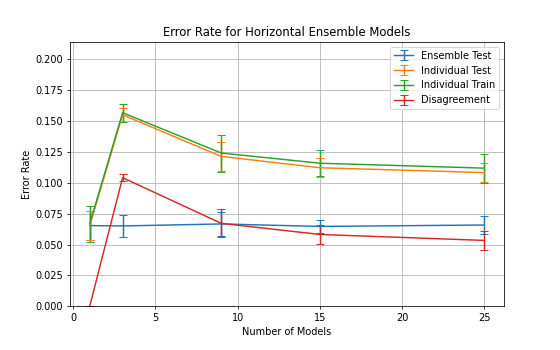 Error Rate for Horizontal Ensemble Models
Ensemble Test
Individual Test
Individual Train
Disagreement
Error Rate
0.200
0.175
0.150
0.125
0.100
0.075
0.050
0.025
0.000
0
5
10
15
20
25
Number of Models